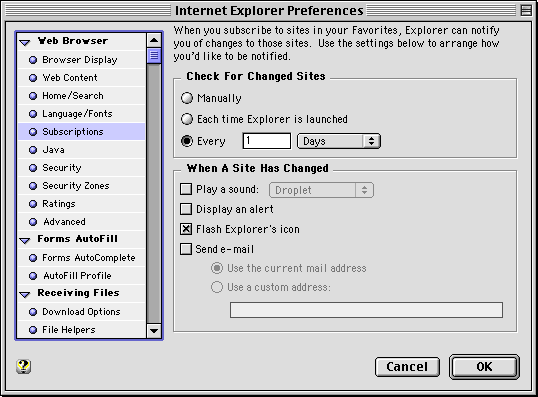 Internet Explorer Preferences
Web Browser
Browser Display
Web Content
Home/Search
Language/Fonts
Subscriptions
Java
Security
Security Zones
Ratings
Advanced
Forms AutoFill
Forms AutoComplete
AutoFill Profile
Receiving Files
Download Options
File Helpers
When you subscribe to sites in your Favorites, Explorer can notify
you of changes to those sites. Use the settings below to arrange how
you'd like to be notified.
Check For Changed Sites
Manually
Each time Explorer is launched
Every 1 Days
When A Site Has Changed
Play a sound: Droplet
Display an alert
Flash Explorer's icon
Send e-mail
Use the current mail address
Use a custom address:
?
Cancel OK